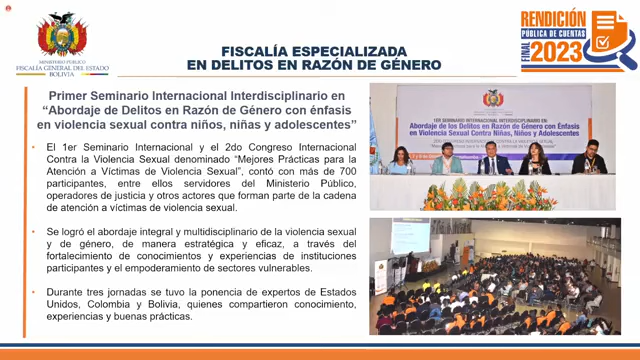 MINISTERIO PÚBLICO
FISCALÍA GENERAL DEL ESTADO
BOLIVIA
FISCALÍA ESPECIALIZADA
EN DELITOS EN RAZÓN DE GÉNERO
RENDICIÓN
PÚBLICA DE CUENTAS
FINAL 2023
Primer Seminario Internacional Interdisciplinario en
“Abordaje de Delitos en Razón de Género con énfasis
en violencia sexual contra niños, niñas y adolescentes”
• El 1er Seminario Internacional y el 2do Congreso Internacional
Contra la Violencia Sexual denominado “Mejores Prácticas para la
Atención a Víctimas de Violencia Sexual”, contó con más de 700
participantes, entre ellos servidores del Ministerio Público,
operadores de justicia y otros actores que forman parte de la cadena
de atención a víctimas de violencia sexual.
• Se logró el abordaje integral y multidisciplinario de la violencia sexual
y de género, de manera estratégica y eficaz, a través del
fortalecimiento de conocimientos y experiencias de instituciones
participantes y el empoderamiento de sectores vulnerables.
• Durante tres jornadas se tuvo la ponencia de expertos de Estados
Unidos, Colombia y Bolivia, quienes compartieron conocimiento,
experiencias y buenas prácticas.
1ER SEMINARIO INTERNACIONAL INTERDISCIPLINARIO EN:
Abordaje de los Delitos en Razón de Género con Énfasis
en Violencia Sexual Contra Niñas, Niños y Adolescentes